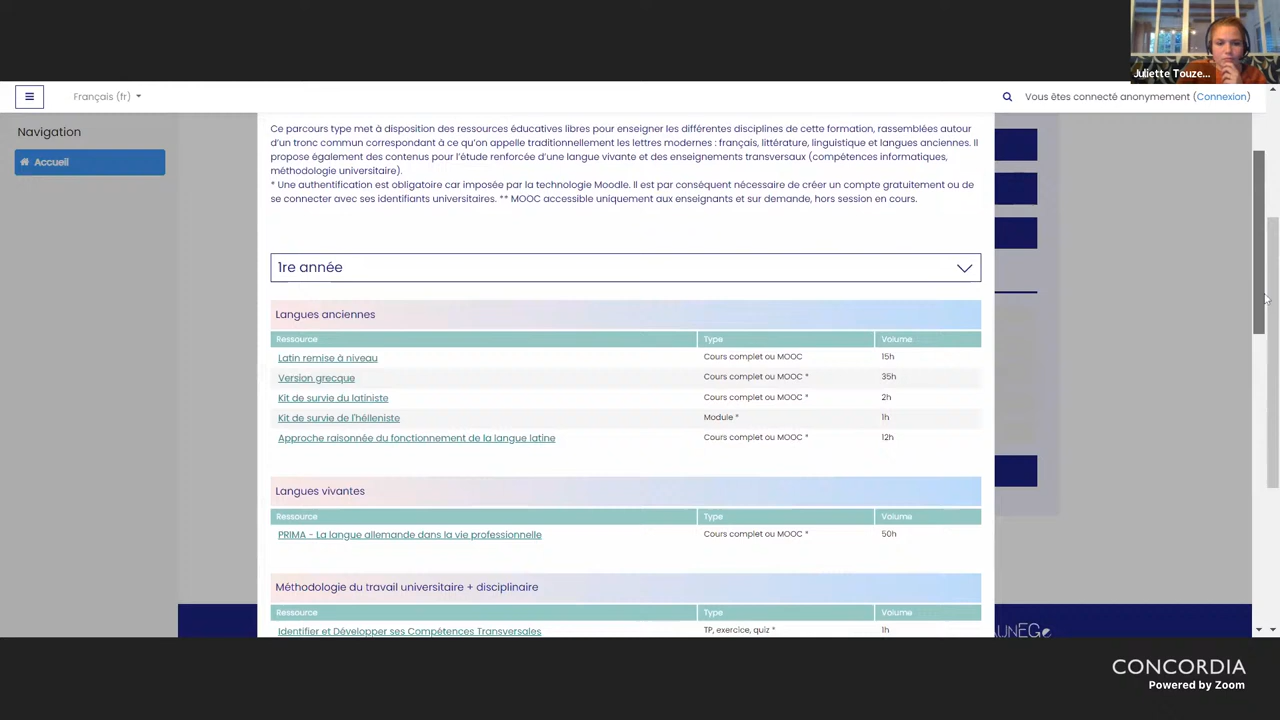 Juliette Touze...
Français (fr)
Vous êtes connecté anonymement (Connexion)
Navigation
Accueil
Ce parcours type met à disposition des ressources éducatives libres pour enseigner les différentes disciplines de cette formation, rassemblées autour
d'un tronc commun correspondant à ce qu'on appelle traditionnellement les lettres modernes : français, littérature, linguistique et langues anciennes. Il
propose également des contenus pour l'étude renforcée d'une langue vivante et des enseignements transversaux (compétences informatiques,
méthodologie universitaire).
* Une authentification est obligatoire car imposée par la technologie Moodle. Il est par conséquent nécessaire de créer un compte gratuitement ou de
se connecter avec ses identifiants universitaires. ** MOOC accessible uniquement aux enseignants et sur demande, hors session en cours.
1re année
Langues anciennes
Ressource Type Volume
Latin remise à niveau Cours complet ou MOOC 15h
Version grecque Cours complet ou MOOC * 35h
Kit de survie du latiniste Cours complet ou MOOC * 2h
Kit de survie de l'hélleniste Module * 1h
Approche raisonnée du fonctionnement de la langue latine Cours complet ou MOOC * 12h
Langues vivantes
Ressource Type Volume
PRIMA - La langue allemande dans la vie professionnelle Cours complet ou MOOC * 50h
Méthodologie du travail universitaire + disciplinaire
Ressource Type Volume
Identifier et Développer ses Compétences Transversales TP, exercice, quiz * 1h
AUNEGe
CONCORDIA
Powered by Zoom